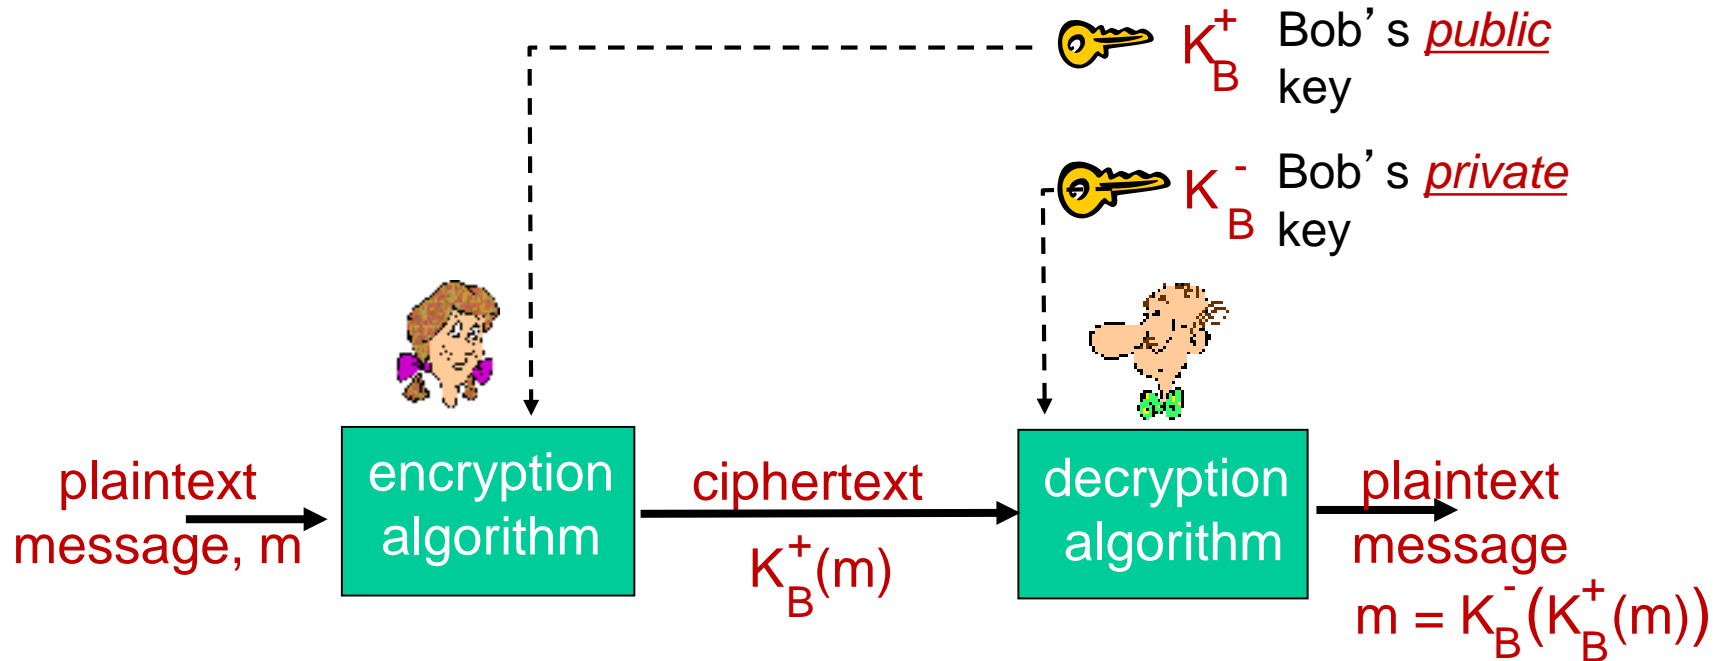 K_B^+ Bob's public
key
K_B^- Bob's private
key
plaintext
message, m
encryption
algorithm
ciphertext
K_B^+(m)
decryption
algorithm
plaintext
message
m = K_B^-(K_B^+(m))